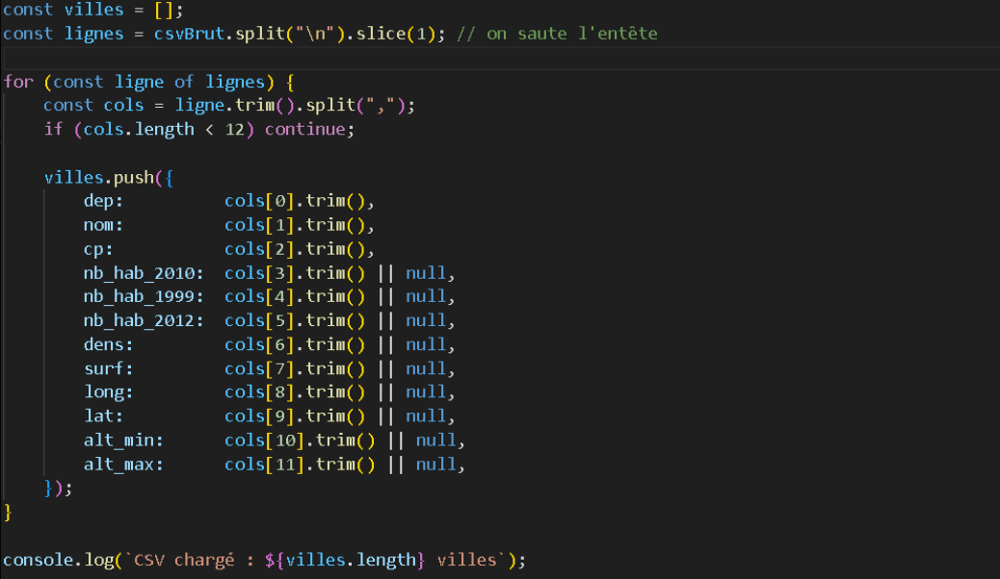 const villes = [];
const lignes = csvBrut.split("\n").slice(1); // on saute l'entête
for (const ligne of lignes) {
    const cols = ligne.trim().split(",");
    if (cols.length < 12) continue;
    villes.push({
        dep:          cols[0].trim(),
        nom:          cols[1].trim(),
        cp:           cols[2].trim(),
        nb_hab_2010:  cols[3].trim() || null,
        nb_hab_1999:  cols[4].trim() || null,
        nb_hab_2012:  cols[5].trim() || null,
        dens:         cols[6].trim() || null,
        surf:         cols[7].trim() || null,
        long:         cols[8].trim() || null,
        lat:          cols[9].trim() || null,
        alt_min:      cols[10].trim() || null,
        alt_max:      cols[11].trim() || null,
    });
}
console.log(`CSV chargé : ${villes.length} villes`);